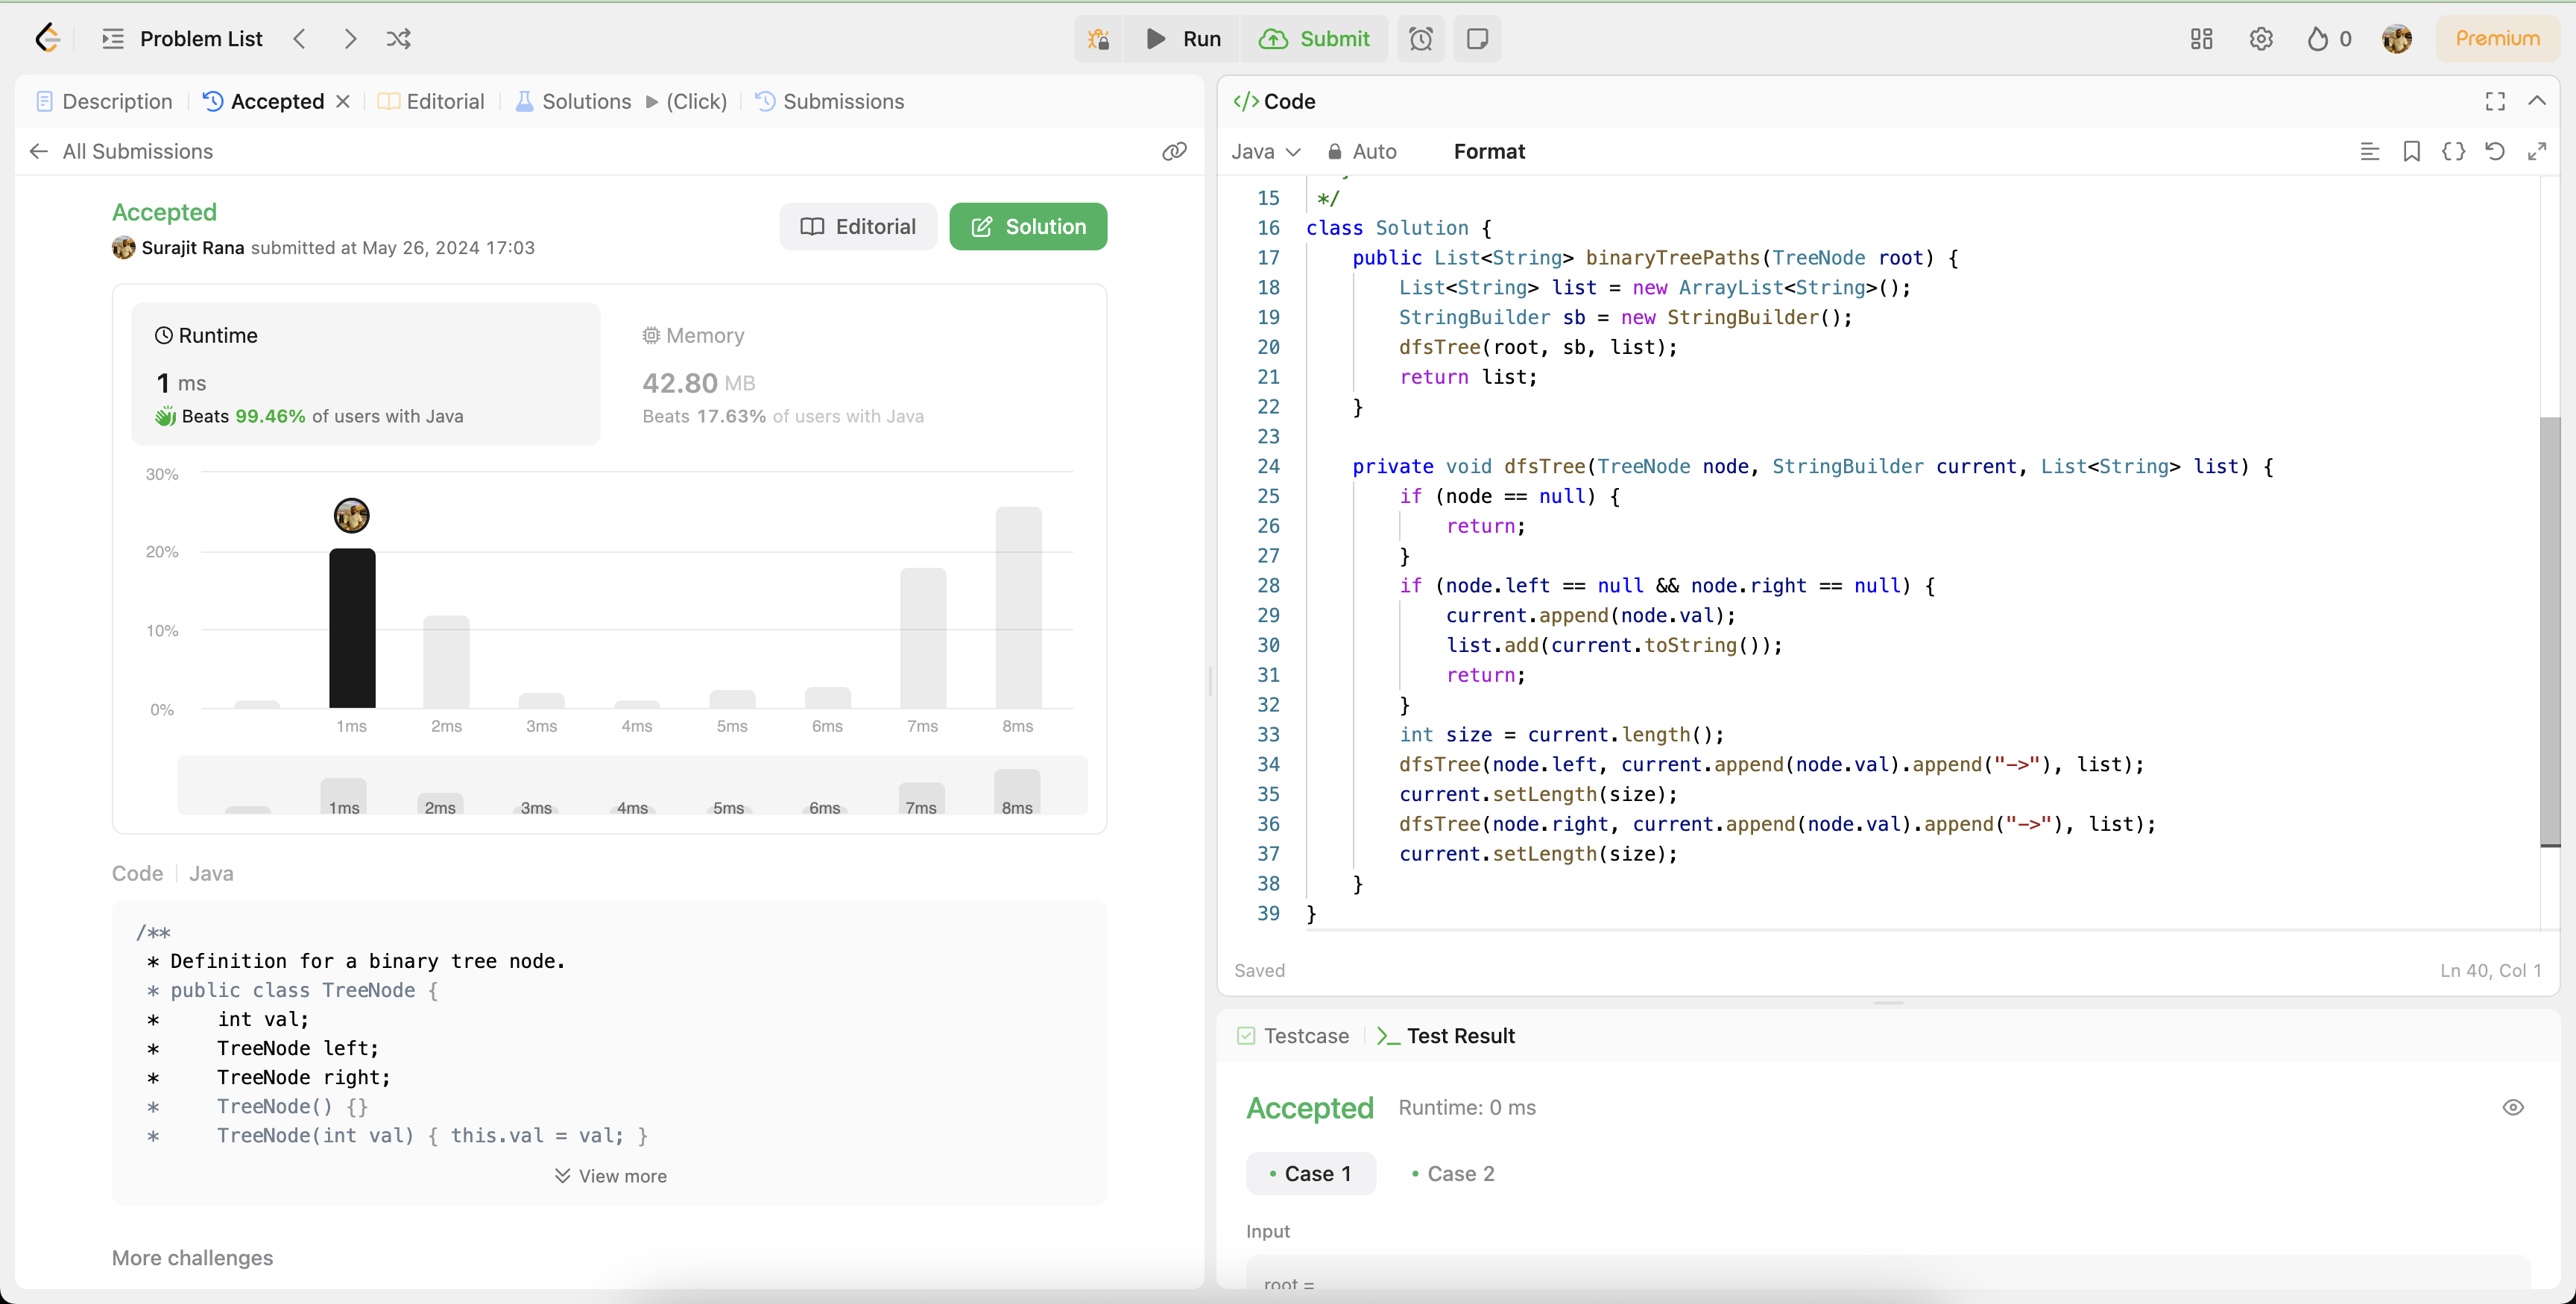 Problem List
Run
Submit
0
Premium
Description
Accepted
Editorial
Solutions
(Click)
Submissions
All Submissions
Accepted
Surajit Rana submitted at May 26, 2024 17:03
Editorial
Solution
Runtime
1 ms
Beats 99.46% of users with Java
Memory
42.80 MB
Beats 17.63% of users with Java
30%
20%
10%
0%
1ms 2ms 3ms 4ms 5ms 6ms 7ms 8ms
1ms 2ms 3ms 4ms 5ms 6ms 7ms 8ms
Code Java
/**
* Definition for a binary tree node.
* public class TreeNode {
*     int val;
*     TreeNode left;
*     TreeNode right;
*     TreeNode() {}
*     TreeNode(int val) { this.val = val; }
View more
More challenges
</> Code
Java Auto Format
15 */
16 class Solution {
17     public List<String> binaryTreePaths(TreeNode root) {
18         List<String> list = new ArrayList<String>();
19         StringBuilder sb = new StringBuilder();
20         dfsTree(root, sb, list);
21         return list;
22     }
23
24     private void dfsTree(TreeNode node, StringBuilder current, List<String> list) {
25         if (node == null) {
26             return;
27         }
28         if (node.left == null && node.right == null) {
29             current.append(node.val);
30             list.add(current.toString());
31             return;
32         }
33         int size = current.length();
34         dfsTree(node.left, current.append(node.val).append("->"), list);
35         current.setLength(size);
36         dfsTree(node.right, current.append(node.val).append("->"), list);
37         current.setLength(size);
38     }
39 }
Saved
Ln 40, Col 1
Testcase
Test Result
Accepted
Runtime: 0 ms
Case 1
Case 2
Input
root =